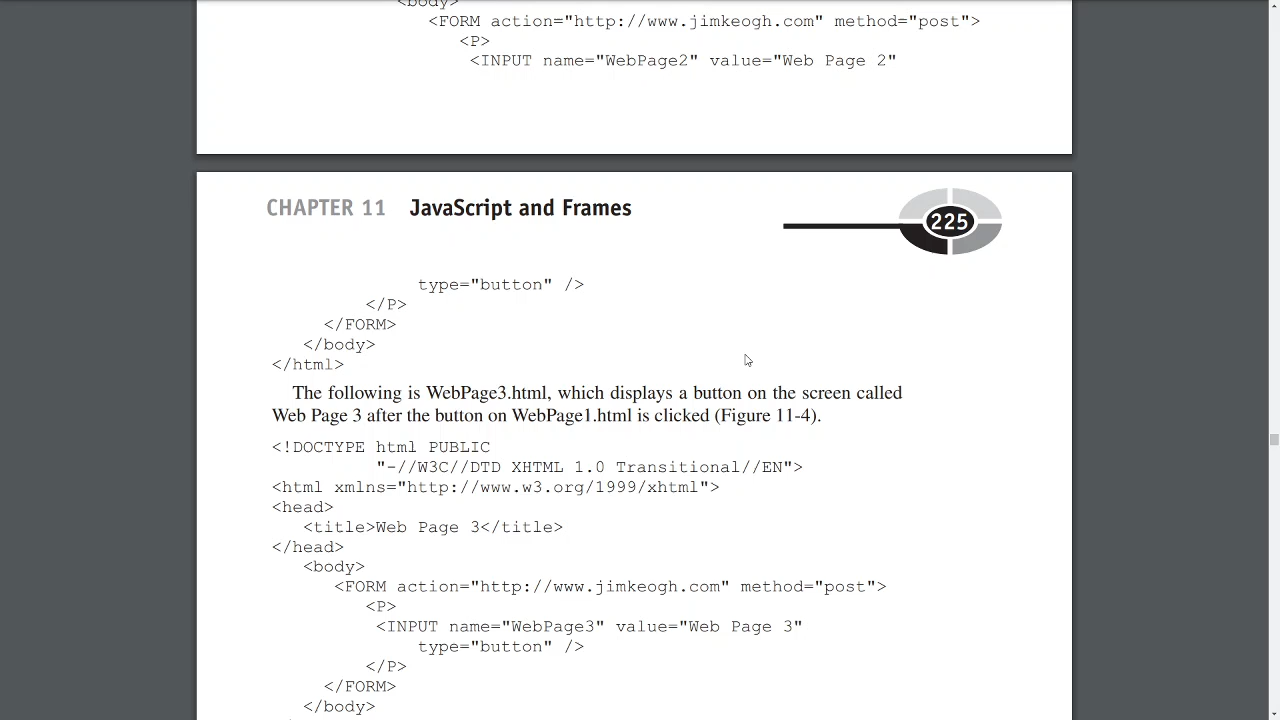 <body>
<FORM action="http://www.jimkeogh.com" method="post">
<P>
<INPUT name="WebPage2" value="Web Page 2"
CHAPTER 11 JavaScript and Frames
225
type="button" />
</P>
</FORM>
</body>
</html>
The following is WebPage3.html, which displays a button on the screen called
Web Page 3 after the button on WebPage1.html is clicked (Figure 11-4).
<!DOCTYPE html PUBLIC
"-//W3C//DTD XHTML 1.0 Transitional//EN">
<html xmlns="http://www.w3.org/1999/xhtml">
<head>
<title>Web Page 3</title>
</head>
<body>
<FORM action="http://www.jimkeogh.com" method="post">
<P>
<INPUT name="WebPage3" value="Web Page 3"
type="button" />
</P>
</FORM>
</body>